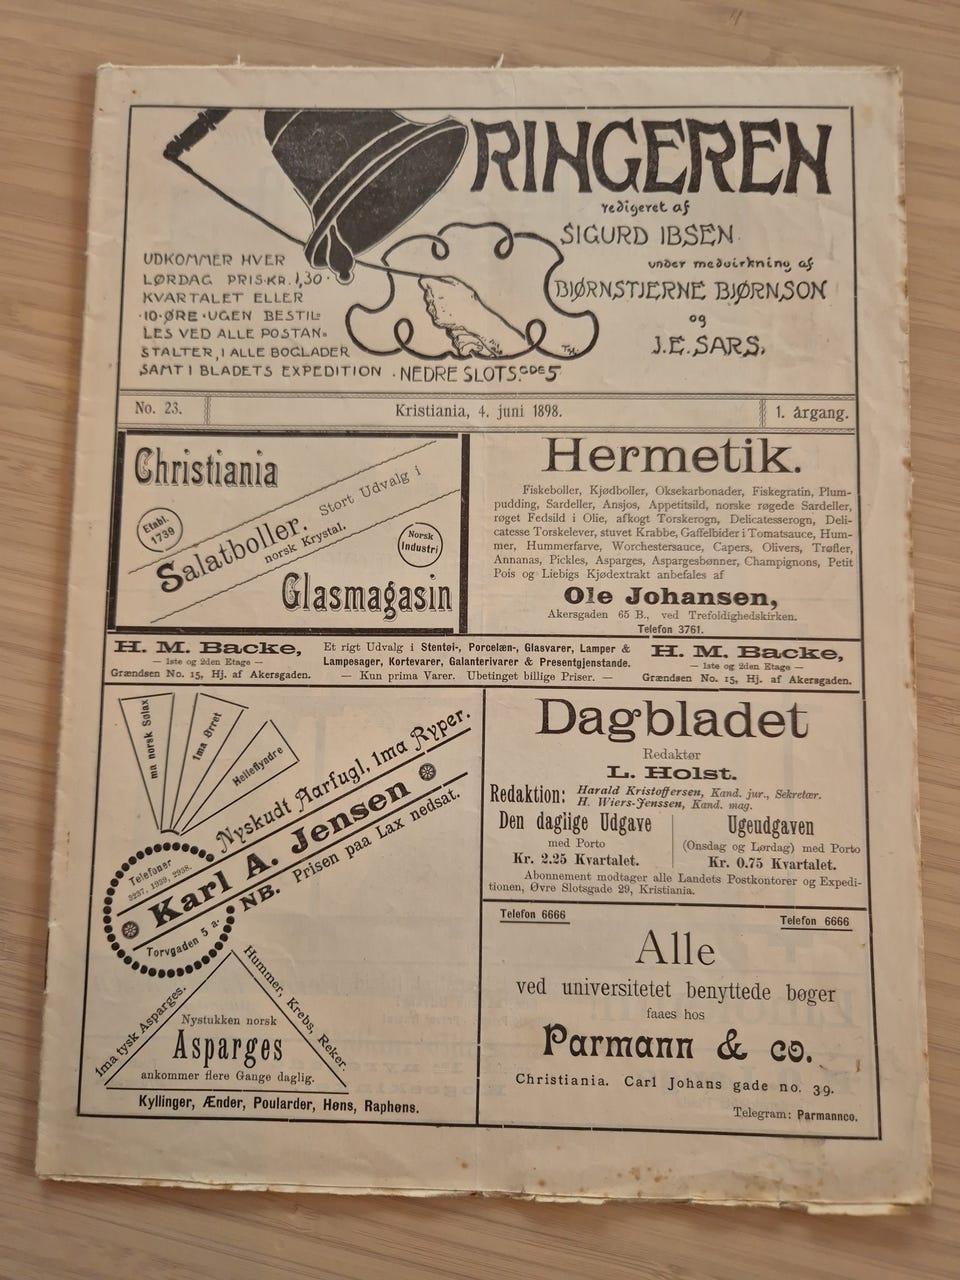 RINGEREN
redigeret af
SIGURD IBSEN
under medvirkning af
BJØRNSTJERNE BJØRNSON
og
J.E. SARS.
UDKOMMER HVER
LØRDAG PRIS·KR. 1,30·
KVARTALET ELLER
·10·ØRE·UGEN BESTIL=
LES VED ALLE POSTAN=
STALTER, I ALLE BOGLADER
SAMT I BLADETS EXPEDITION · NEDRE SLOTS.GDE 5
No. 23.
Kristiania, 4. juni 1898.
1. årgang.
Christiania
Etabl. 1739
Salatboller. Stort Udvalg i
norsk Krystal.
Norsk Industri
Glasmagasin
Hermetik.
Fiskeboller, Kjødboller, Oksekarbonader, Fiskegratin, Plum-
pudding, Sardeller, Ansjos, Appetitsild, norske røgede Sardeller,
røget Fedsild i Olie, afkogt Torskerogn, Delicatesserogn, Deli-
catesse Torskelever, stuvet Krabbe, Gaffelbider i Tomatsauce, Hum-
mer, Hummerfarve, Worchestersauce, Capers, Olivers, Trøfler,
Annanas, Pickles, Asparges, Aspargesbønner, Champignons, Petit
Pois og Liebigs Kjødextrakt anbefales af
Ole Johansen,
Akersgaden 65 B., ved Trefoldighedskirken.
Telefon 3761.
H. M. Backe,
— 1ste og 2den Etage —
Grændsen No. 15, Hj. af Akersgaden.
Et rigt Udvalg i Stentøi-, Porcelæn-, Glasvarer, Lamper &
Lampesager, Kortevarer, Galanterivarer & Presentgjenstande.
— Kun prima Varer. Ubetinget billige Priser. —
H. M. Backe,
— 1ste og 2den Etage —
Grændsen No. 15, Hj. af Akersgaden.
ma norsk Sølax
1ma Ørret
Helleflyndre
Nyskudt Aarfugl, 1ma Ryper.
Telefoner
3237, 1939, 2938.
Karl A. Jensen
Torvgaden 5 a.
NB. Prisen paa Lax nedsat.
1ma tysk Asparges.
Hummer, Krebs, Reker.
Nystukken norsk
Asparges
ankommer flere Gange daglig.
Kyllinger, Ænder, Poularder, Høns, Raphøns.
Dagbladet
Redaktør
L. Holst.
Redaktion: Harald Kristoffersen, Kand. jur., Sekretær.
H. Wiers-Jenssen, Kand. mag.
Den daglige Udgave
med Porto
Kr. 2.25 Kvartalet.
Ugeudgaven
(Onsdag og Lørdag) med Porto
Kr. 0.75 Kvartalet.
Abonnement modtager alle Landets Postkontorer og Expedi-
tionen, Øvre Slotsgade 29, Kristiania.
Telefon 6666
Telefon 6666
Alle
ved universitetet benyttede bøger
faaes hos
Parmann & co.
Christiania. Carl Johans gade no. 39.
Telegram: Parmannco.